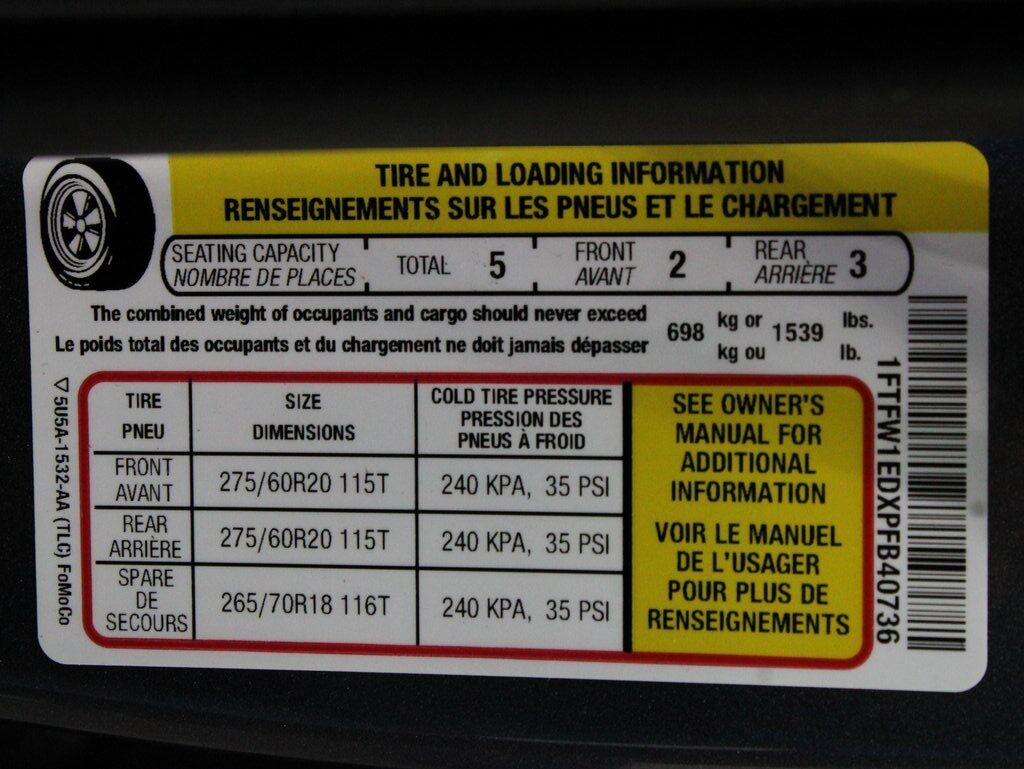 TIRE AND LOADING INFORMATION
RENSEIGNEMENTS SUR LES PNEUS ET LE CHARGEMENT
SEATING CAPACITY
NOMBRE DE PLACES
TOTAL 5
FRONT
AVANT
2
REAR
ARRIÈRE
3
The combined weight of occupants and cargo should never exceed
Le poids total des occupants et du chargement ne doit jamais dépasser
698
kg or
kg ou
1539
lbs.
lb.
TIRE
PNEU
SIZE
DIMENSIONS
COLD TIRE PRESSURE
PRESSION DES
PNEUS À FROID
FRONT
AVANT
275/60R20 115T
240 KPA, 35 PSI
REAR
ARRIÈRE
275/60R20 115T
240 KPA, 35 PSI
SPARE
DE
SECOURS
265/70R18 116T
240 KPA, 35 PSI
SEE OWNER'S
MANUAL FOR
ADDITIONAL
INFORMATION
VOIR LE MANUEL
DE L'USAGER
POUR PLUS DE
RENSEIGNEMENTS
5U5A-1532-AA (TLC) FoMoCo
1FTFW1EDXPFB40736